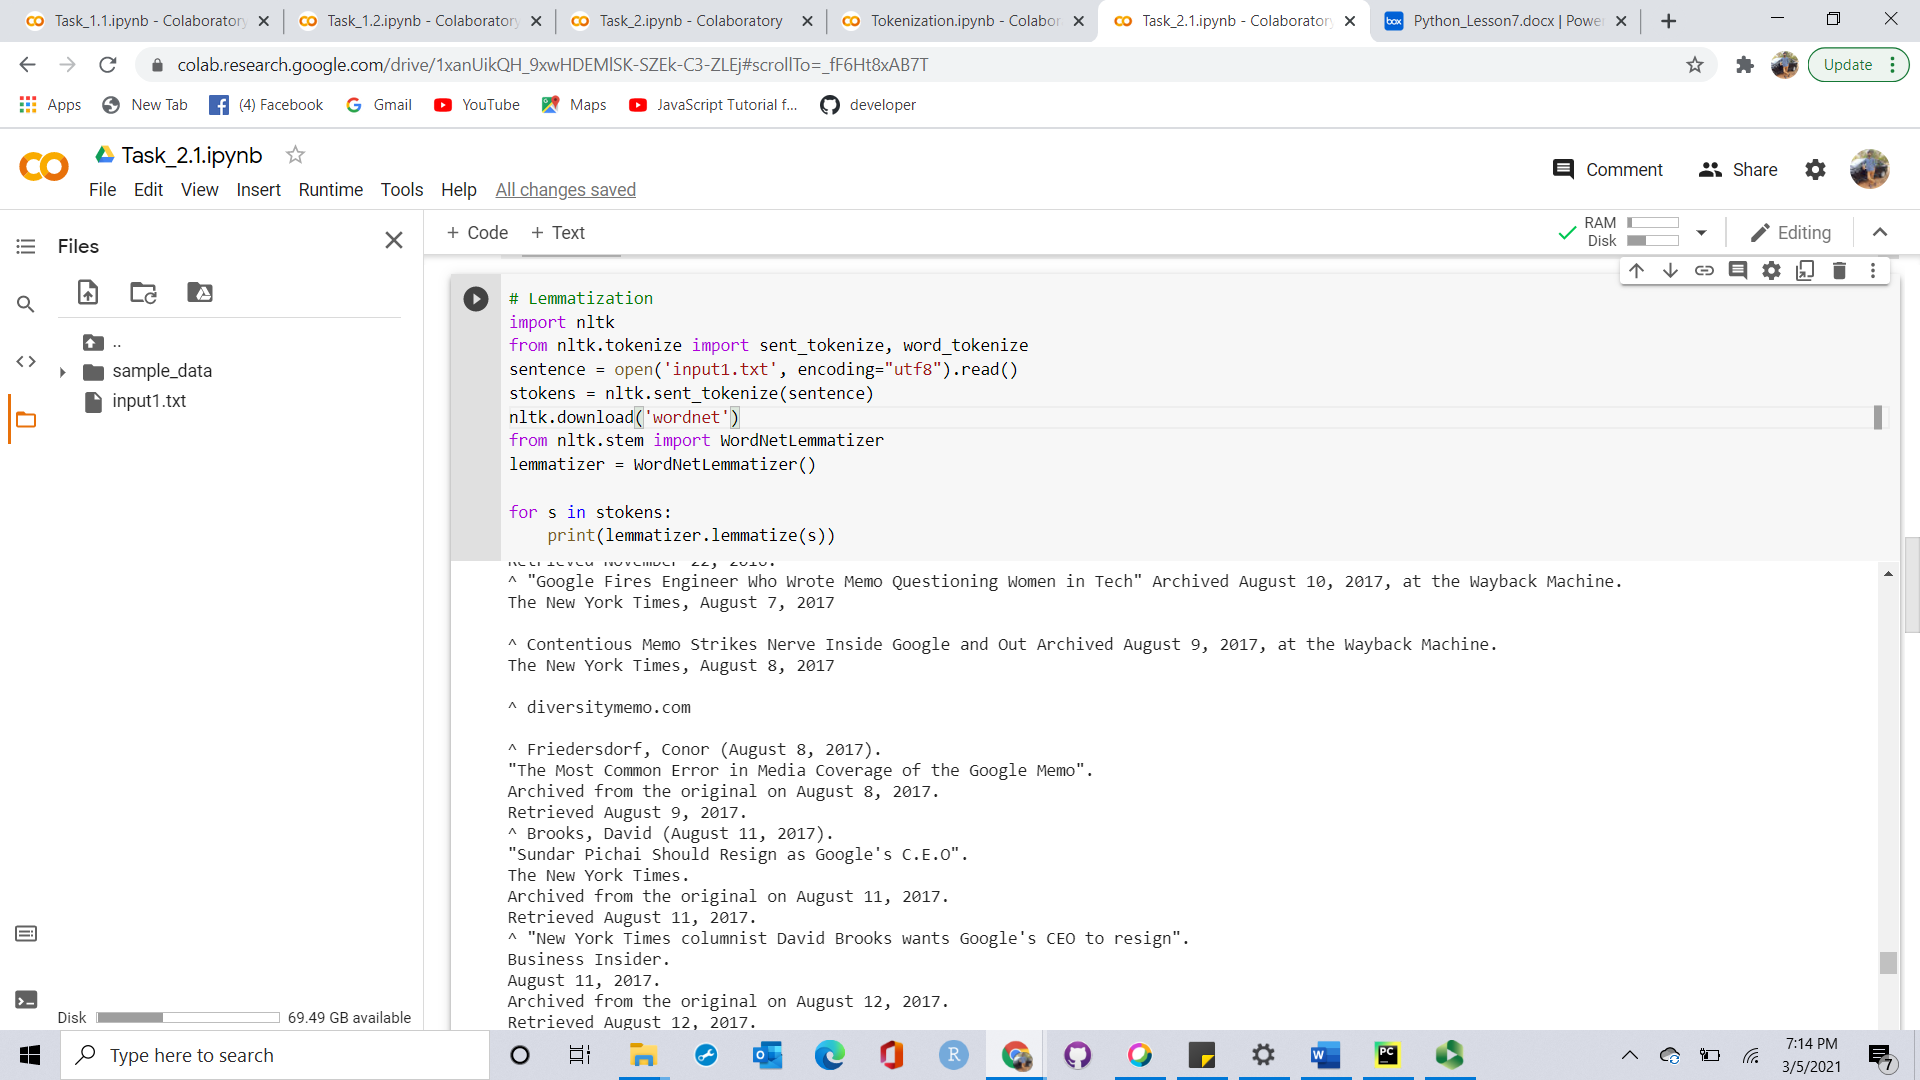 Task_1.1.ipynb - Colaboratory
Task_1.2.ipynb - Colaboratory
Task_2.ipynb - Colaboratory
Tokenization.ipynb - Colabor
Task_2.1.ipynb - Colaboratory
box Python_Lesson7.docx | Powe
colab.research.google.com/drive/1xanUikQH_9xwHDEMlSK-SZEk-C3-ZLEj#scrollTo=_fF6Ht8xAB7T
Update
Apps New Tab (4) Facebook Gmail YouTube Maps JavaScript Tutorial f... developer
Task_2.1.ipynb
File Edit View Insert Runtime Tools Help All changes saved
Comment Share
Files
+ Code + Text
RAM
Disk
Editing
..
sample_data
input1.txt
# Lemmatization
import nltk
from nltk.tokenize import sent_tokenize, word_tokenize
sentence = open('input1.txt', encoding="utf8").read()
stokens = nltk.sent_tokenize(sentence)
nltk.download('wordnet')
from nltk.stem import WordNetLemmatizer
lemmatizer = WordNetLemmatizer()
for s in stokens:
print(lemmatizer.lemmatize(s))
Retrieved November 22, 2016.
^ "Google Fires Engineer Who Wrote Memo Questioning Women in Tech" Archived August 10, 2017, at the Wayback Machine.
The New York Times, August 7, 2017
^ Contentious Memo Strikes Nerve Inside Google and Out Archived August 9, 2017, at the Wayback Machine.
The New York Times, August 8, 2017
^ diversitymemo.com
^ Friedersdorf, Conor (August 8, 2017).
"The Most Common Error in Media Coverage of the Google Memo".
Archived from the original on August 8, 2017.
Retrieved August 9, 2017.
^ Brooks, David (August 11, 2017).
"Sundar Pichai Should Resign as Google's C.E.O".
The New York Times.
Archived from the original on August 11, 2017.
Retrieved August 11, 2017.
^ "New York Times columnist David Brooks wants Google's CEO to resign".
Business Insider.
August 11, 2017.
Archived from the original on August 12, 2017.
Retrieved August 12, 2017.
Disk 69.49 GB available
Type here to search
7:14 PM
3/5/2021
7